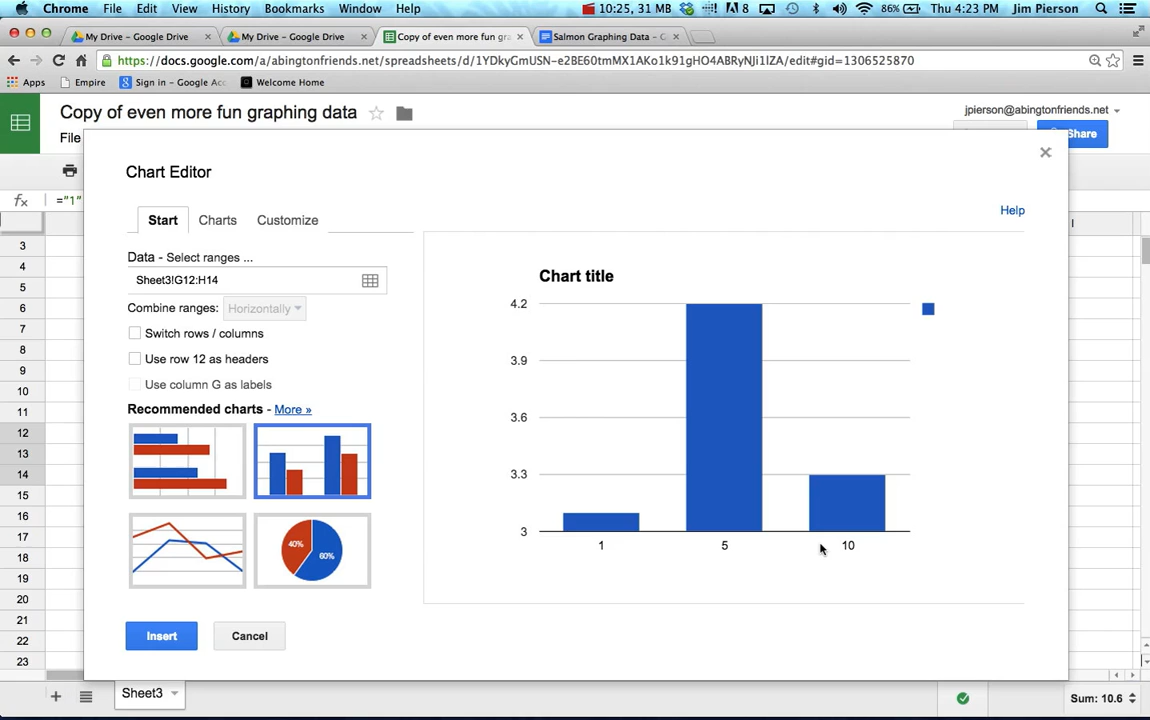 Chrome File Edit View History Bookmarks Window Help 10:25, 31 MB 8 86% Thu 4:23 PM Jim Pierson
My Drive – Google Drive × My Drive – Google Drive × Copy of even more fun gra × Salmon Graphing Data – G ×
https://docs.google.com/a/abingtonfriends.net/spreadsheets/d/1YDkyGmUSN-e2BE60tmMX1AKo1k91gHO4ABRyNJi1lZA/edit#gid=1306525870
Apps Empire Sign in – Google Acc Welcome Home
Copy of even more fun graphing data
jpierson@abingtonfriends.net
File
Share
Chart Editor
×
fx ="1"
Start Charts Customize
Help
I
Data - Select ranges ...
Sheet3!G12:H14
Combine ranges: Horizontally
Switch rows / columns
Use row 12 as headers
Use column G as labels
Recommended charts - More »
40%
60%
Insert Cancel
Chart title
4.2
3.9
3.6
3.3
3
1 5 10
3
4
5
6
7
8
9
10
11
12
13
14
15
16
17
18
19
20
21
22
23
+ Sheet3
Sum: 10.6